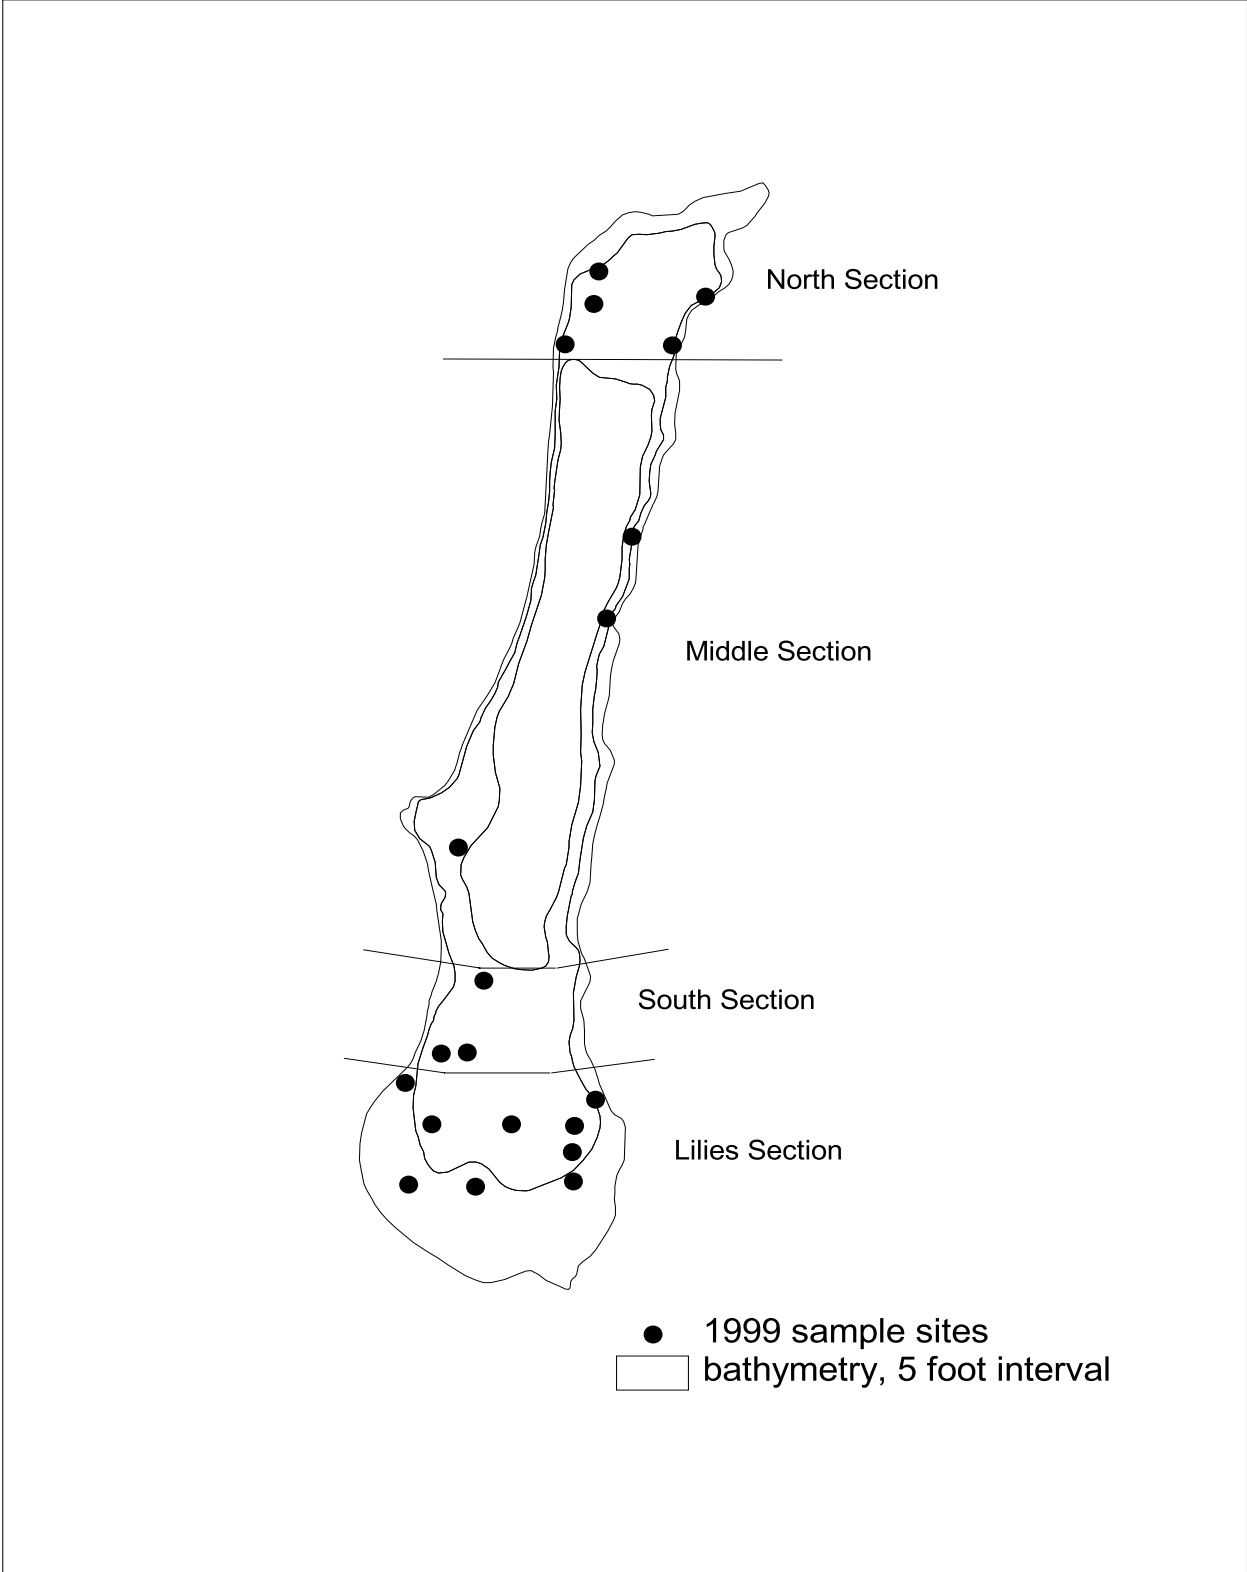 North Section
Middle Section
South Section
Lilies Section
1999 sample sites
bathymetry, 5 foot interval